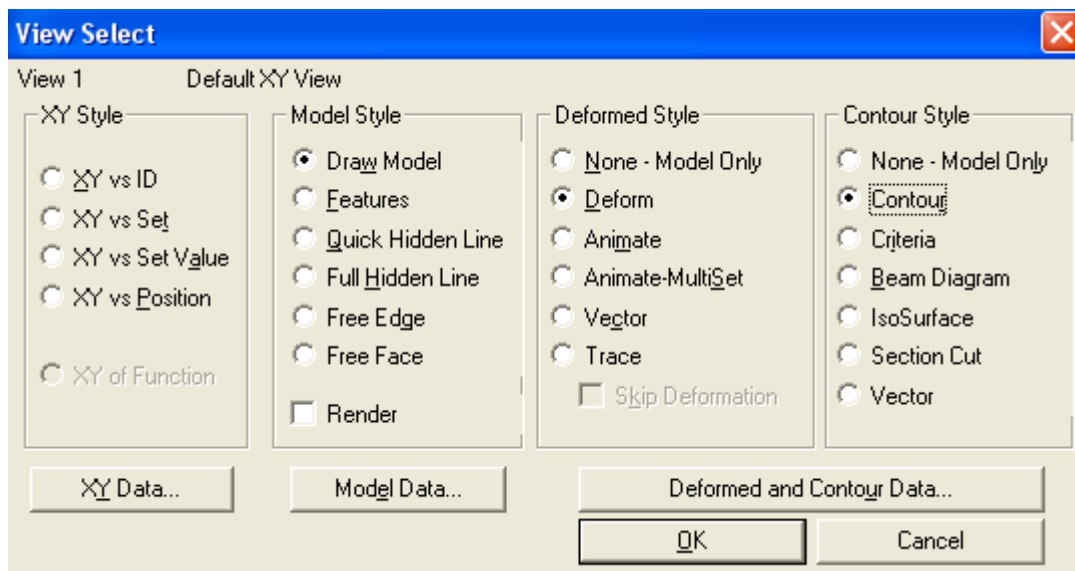 View Select
View 1 Default XY View
XY Style
XY vs ID
XY vs Set
XY vs Set Value
XY vs Position
XY of Function
Model Style
Draw Model
Features
Quick Hidden Line
Full Hidden Line
Free Edge
Free Face
Render
Deformed Style
None - Model Only
Deform
Animate
Animate-MultiSet
Vector
Trace
Skip Deformation
Contour Style
None - Model Only
Contour
Criteria
Beam Diagram
IsoSurface
Section Cut
Vector
XY Data...
Model Data...
Deformed and Contour Data...
OK
Cancel